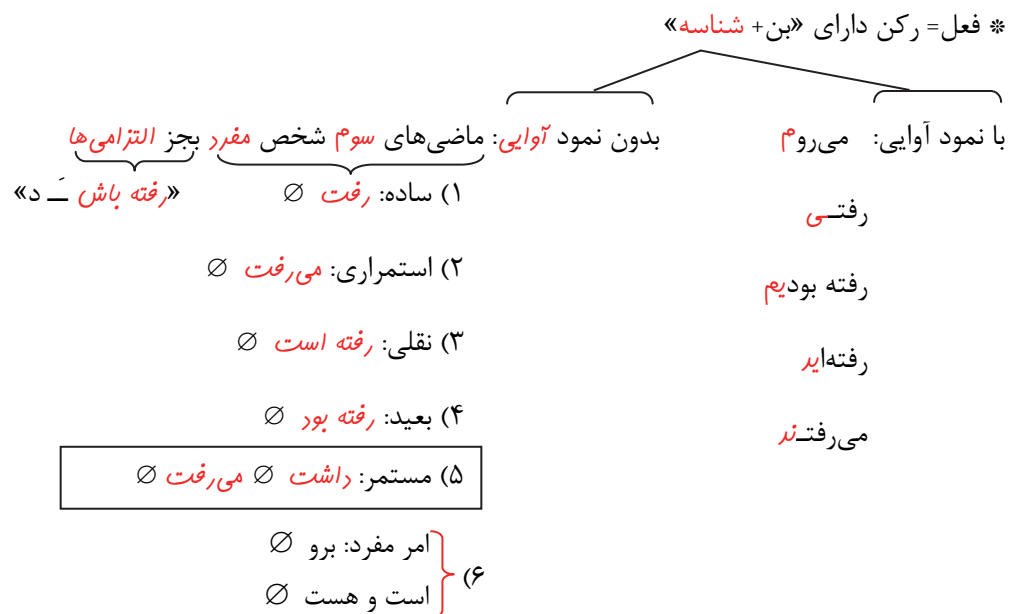 * فعل= رکن دارای «بن+ شناسه»
با نمود آوایی: می‌روم
رفتـی
رفته بودیم
رفته‌اید
می‌رفتـند
بدون نمود آوایی: ماضی‌های سوم شخص مفرد بجز التزامی‌ها
«رفته باش ـَـ د»
۱) ساده: رفت ∅
۲) استمراری: می‌رفت ∅
۳) نقلی: رفته است ∅
۴) بعید: رفته بود ∅
۵) مستمر: داشت ∅ می‌رفت ∅
۶)
امر مفرد: برو ∅
است و هست ∅